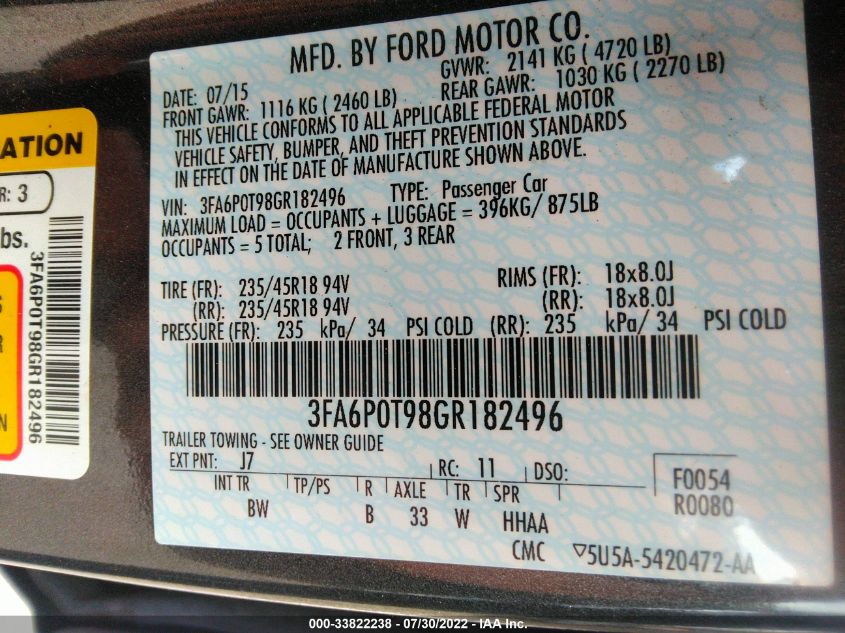 MFD. BY FORD MOTOR CO.
DATE: 07/15 GVWR: 2141 KG ( 4720 LB)
FRONT GAWR: 1116 KG ( 2460 LB) REAR GAWR: 1030 KG ( 2270 LB)
THIS VEHICLE CONFORMS TO ALL APPLICABLE FEDERAL MOTOR
VEHICLE SAFETY, BUMPER, AND THEFT PREVENTION STANDARDS
IN EFFECT ON THE DATE OF MANUFACTURE SHOWN ABOVE.
VIN: 3FA6P0T98GR182496 TYPE: Passenger Car
MAXIMUM LOAD = OCCUPANTS + LUGGAGE = 396KG/ 875LB
OCCUPANTS = 5 TOTAL; 2 FRONT, 3 REAR
TIRE (FR): 235/45R18 94V RIMS (FR): 18x8.0J
(RR): 235/45R18 94V (RR): 18x8.0J
PRESSURE (FR): 235 kPa/ 34 PSI COLD (RR): 235 kPa/ 34 PSI COLD
3FA6P0T98GR182496
TRAILER TOWING - SEE OWNER GUIDE
EXT PNT: J7 RC: 11 DSO:
INT TR TP/PS R AXLE TR SPR
BW B 33 W HHAA
F0054
R0080
CMC ▽5U5A-5420472-AA
ATION
R: 3
bs.
3FA6P0T98GR182496
S
R
000-33822238 - 07/30/2022 - IAA Inc.